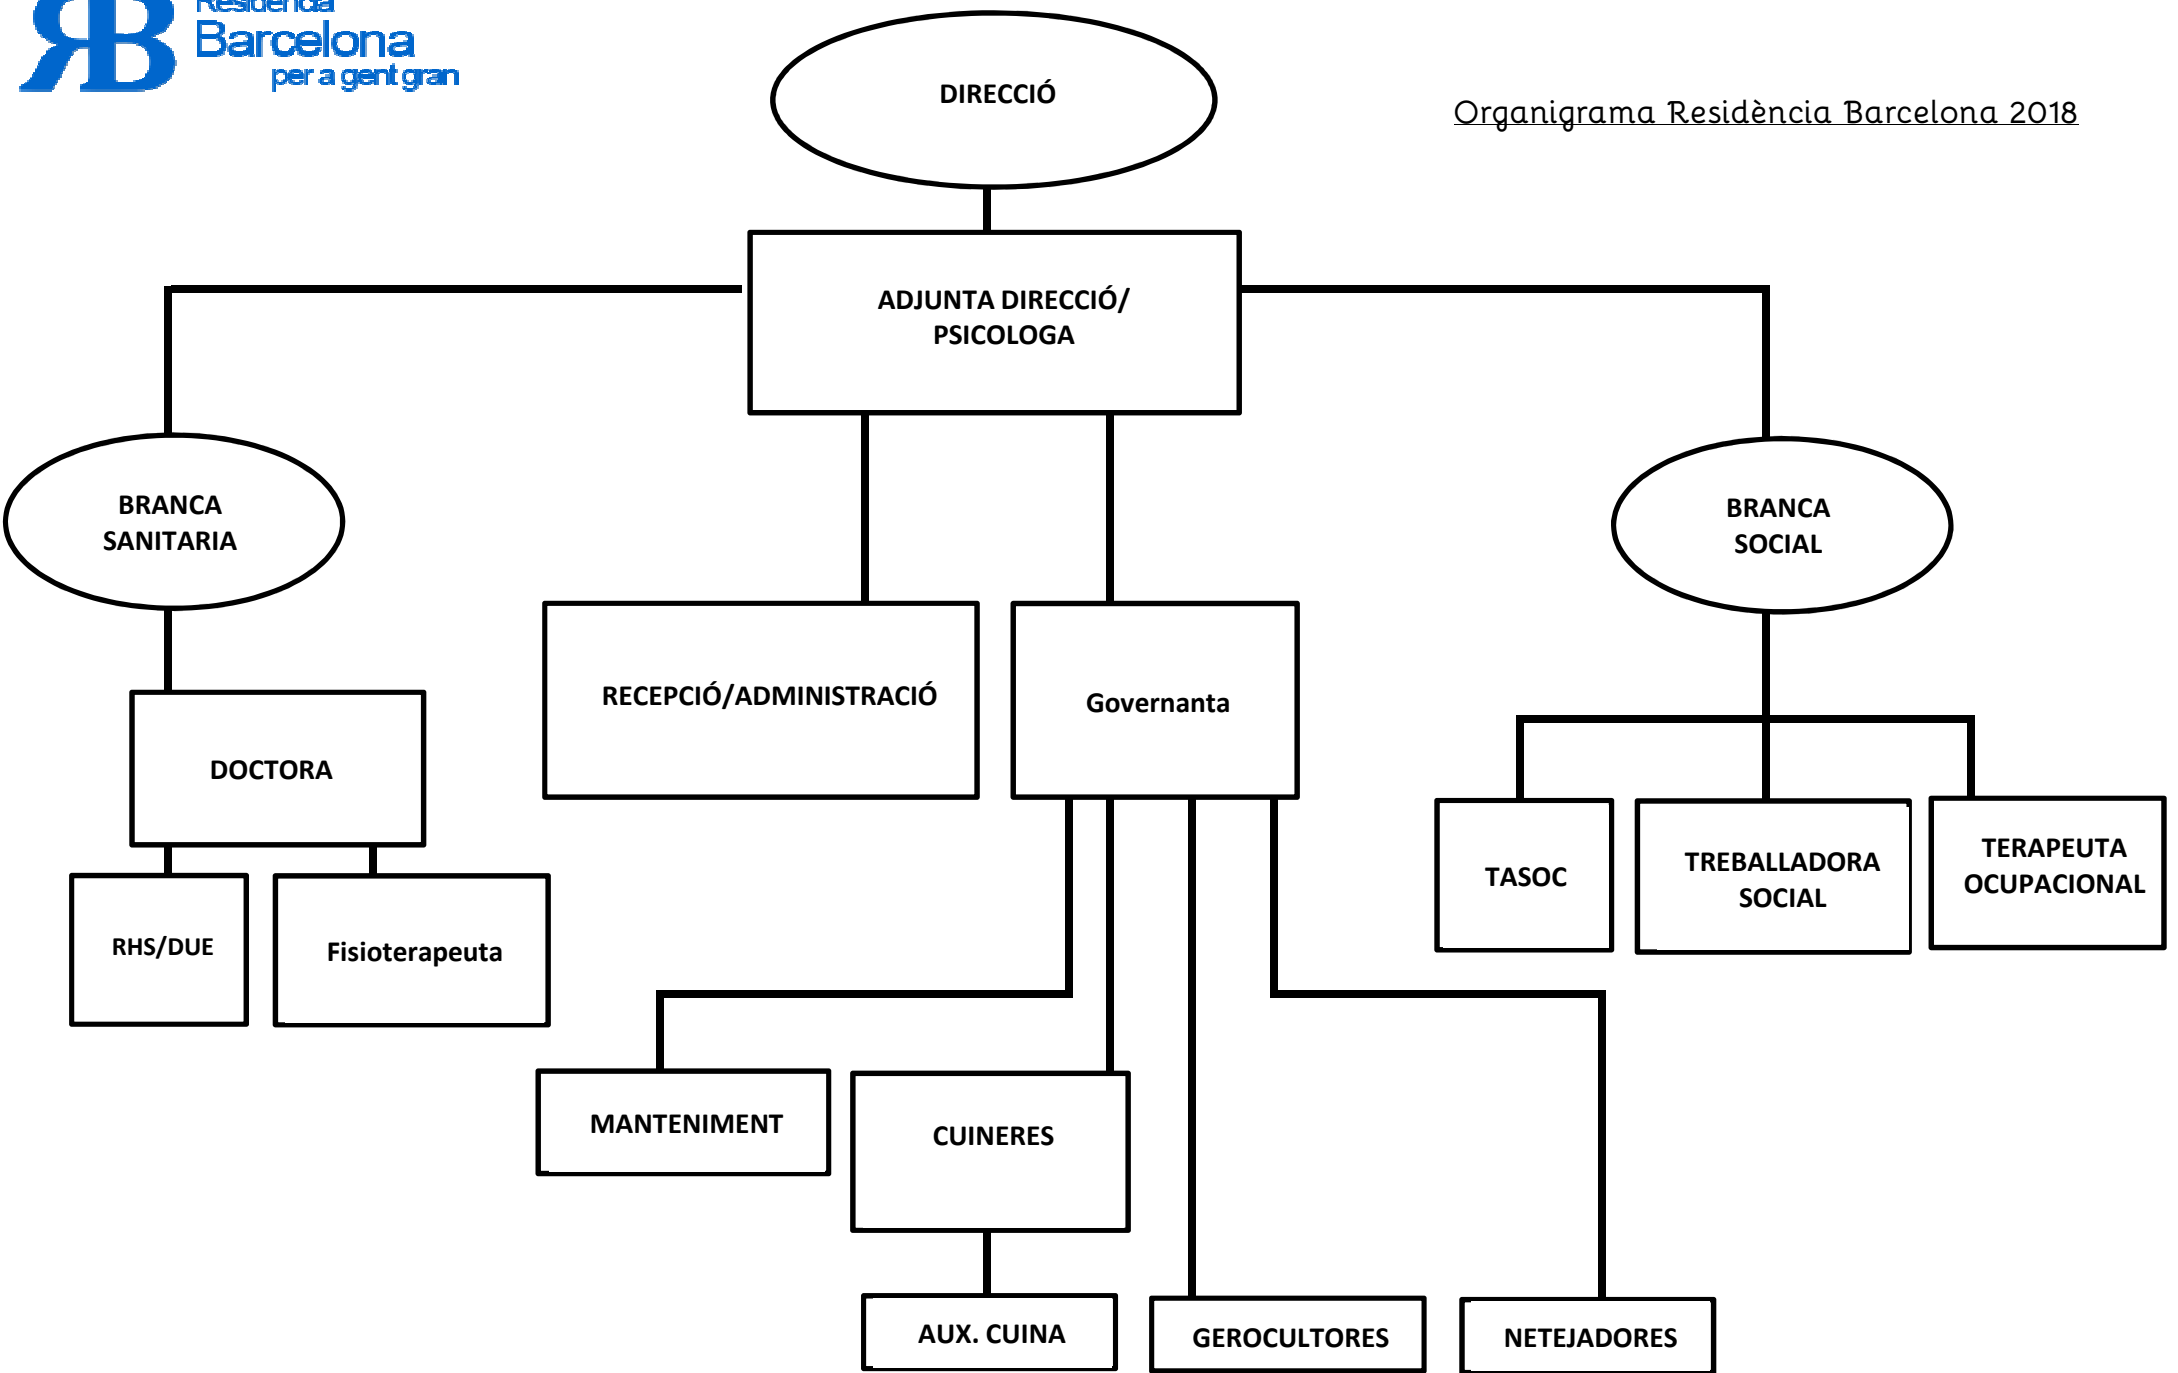 Residència
Barcelona
per a gent gran
DIRECCIÓ
Organigrama Residència Barcelona 2018
ADJUNTA DIRECCIÓ/
PSICOLOGA
BRANCA
SANITARIA
BRANCA
SOCIAL
RECEPCIÓ/ADMINISTRACIÓ
Governanta
DOCTORA
TASOC
TREBALLADORA
SOCIAL
TERAPEUTA
OCUPACIONAL
RHS/DUE
Fisioterapeuta
MANTENIMENT
CUINERES
AUX. CUINA
GEROCULTORES
NETEJADORES